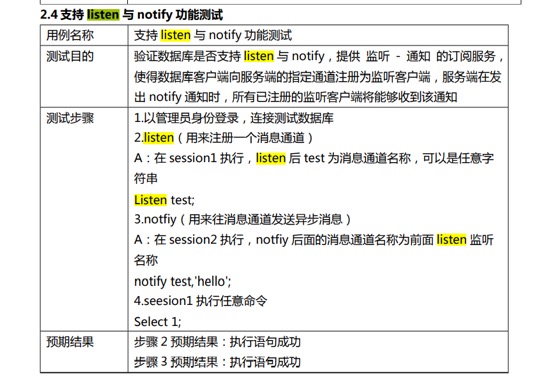 2.4支持 listen 与 notify 功能测试
用例名称 支持 listen 与 notify 功能测试
测试目的 验证数据库是否支持 listen 与 notify，提供 监听 - 通知 的订阅服务，
使得数据库客户端向服务端的指定通道注册为监听客户端，服务端在发
出 notify 通知时，所有已注册的监听客户端将能够收到该通知
测试步骤 1.以管理员身份登录，连接测试数据库
2.listen（用来注册一个消息通道）
A：在 session1 执行，listen 后 test 为消息通道名称，可以是任意字
符串
Listen test;
3.notfiy（用来往消息通道发送异步消息）
A：在 session2 执行，notfiy 后面的消息通道名称为前面 listen 监听
名称
notify test,'hello';
4.seesion1 执行任意命令
Select 1;
预期结果 步骤 2 预期结果：执行语句成功
步骤 3 预期结果：执行语句成功